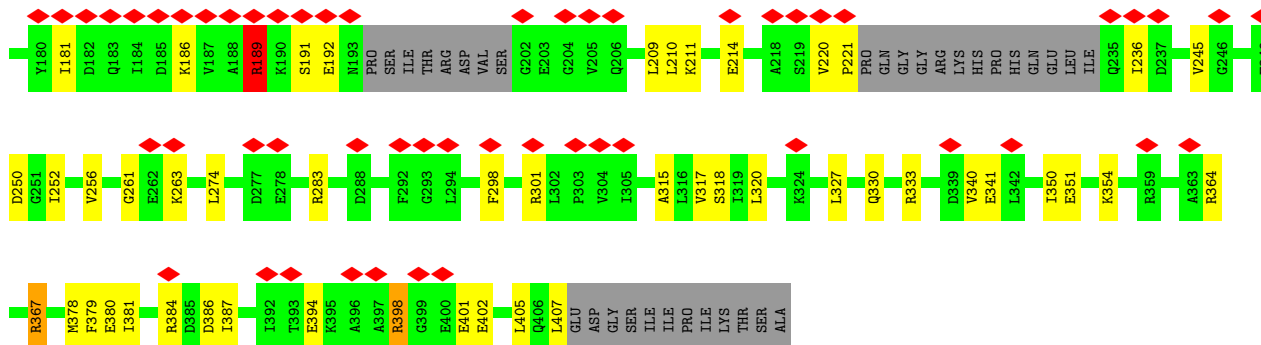 Y180 I181 D182 Q183 I184 D185 K186 V187 A188 R189 K190 S191 E192 N193 PRO SER ILE THR ARG ASP VAL SER G202 E203 G204 V205 Q206 L209 L210 K211 E214 A218 S219 V220 P221 PRO GLN GLY GLY ARG LYS HIS PRO HIS GLN GLU LEU ILE Q235 I236 D237 V245 G246
D250 G251 I252 V256 G261 E262 K263 L274 D277 E278 R283 D288 F292 G293 L294 F298 R301 L302 P303 V304 I305 A315 L316 V317 S318 I319 L320 K324 L327 Q330 R333 D339 V340 E341 L342 I350 E351 K354 R359 A363 R364
R367 M378 F379 E380 I381 R384 D385 D386 I387 I392 T393 E394 K395 A396 A397 R398 G399 E400 E401 E402 L405 Q406 L407 GLU ASP GLY SER ILE ILE PRO ILE LYS THR SER ALA